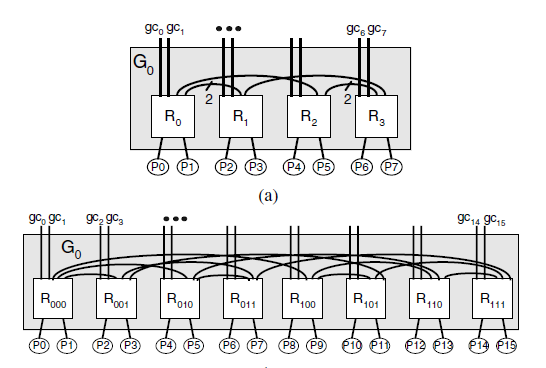 gc0 gc1 ••• gc6 gc7
G0
2 2
R0 R1 R2 R3
P0 P1 P2 P3 P4 P5 P6 P7
(a)
gc0 gc1 gc2 gc3 ••• gc14 gc15
G0
R000 R001 R010 R011 R100 R101 R110 R111
P0 P1 P2 P3 P4 P5 P6 P7 P8 P9 P10 P11 P12 P13 P14 P15